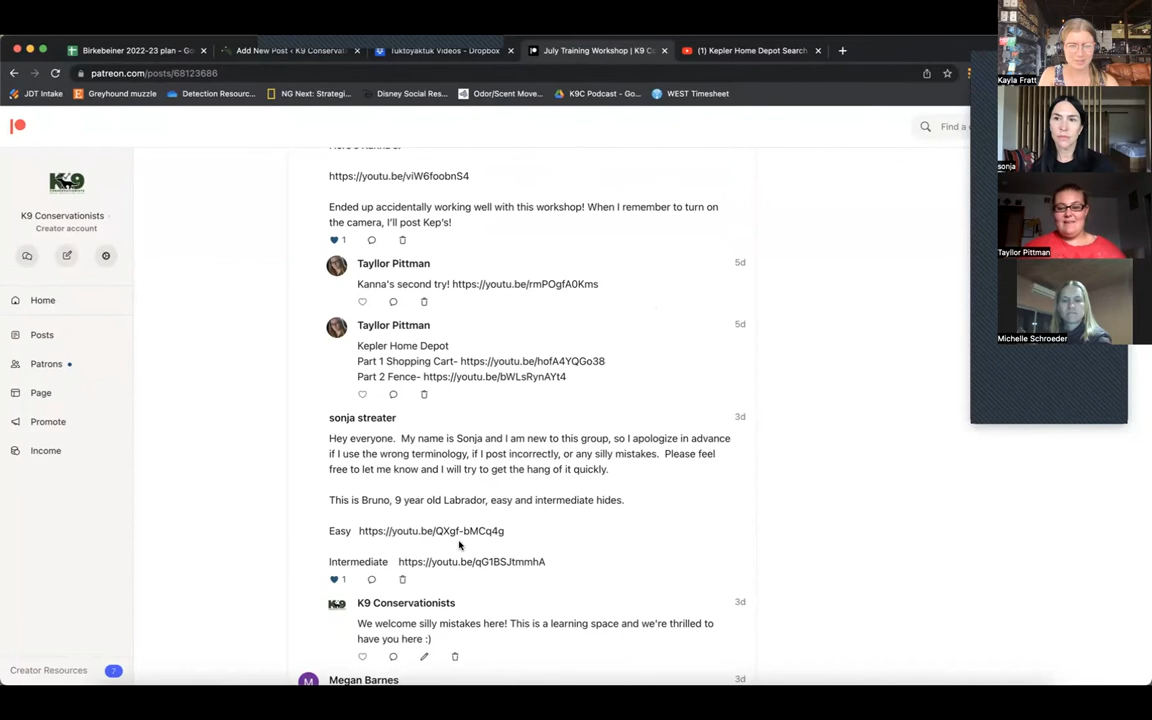 Birkebeiner 2022-23 plan - Go
Add New Post ‹ K9 Conservati
Tuktoyaktuk Videos - Dropbox
July Training Workshop | K9 C
(1) Kepler Home Depot Search
patreon.com/posts/68123686
JDT Intake
Greyhound muzzle
Detection Resourc...
NG Next: Strategi...
Disney Social Res...
Odor/Scent Move...
K9C Podcast - Go...
WEST Timesheet
Find a
K9 Conservationists
Creator account
Home
Posts
Patrons
Page
Promote
Income
Creator Resources
7
https://youtu.be/viW6foobnS4
Ended up accidentally working well with this workshop! When I remember to turn on
the camera, I'll post Kep's!
1
Tayllor Pittman
5d
Kanna's second try! https://youtu.be/rmPOgfA0Kms
Tayllor Pittman
5d
Kepler Home Depot
Part 1 Shopping Cart- https://youtu.be/hofA4YQGo38
Part 2 Fence- https://youtu.be/bWLsRynAYt4
sonja streater
3d
Hey everyone. My name is Sonja and I am new to this group, so I apologize in advance
if I use the wrong terminology, if I post incorrectly, or any silly mistakes. Please feel
free to let me know and I will try to get the hang of it quickly.
This is Bruno, 9 year old Labrador, easy and intermediate hides.
Easy https://youtu.be/QXgf-bMCq4g
Intermediate https://youtu.be/qG1BSJtmmhA
1
K9 Conservationists
3d
We welcome silly mistakes here! This is a learning space and we're thrilled to
have you here :)
M
Megan Barnes
3d
Kayla Fratt
sonja
Tayllor Pittman
Michelle Schroeder